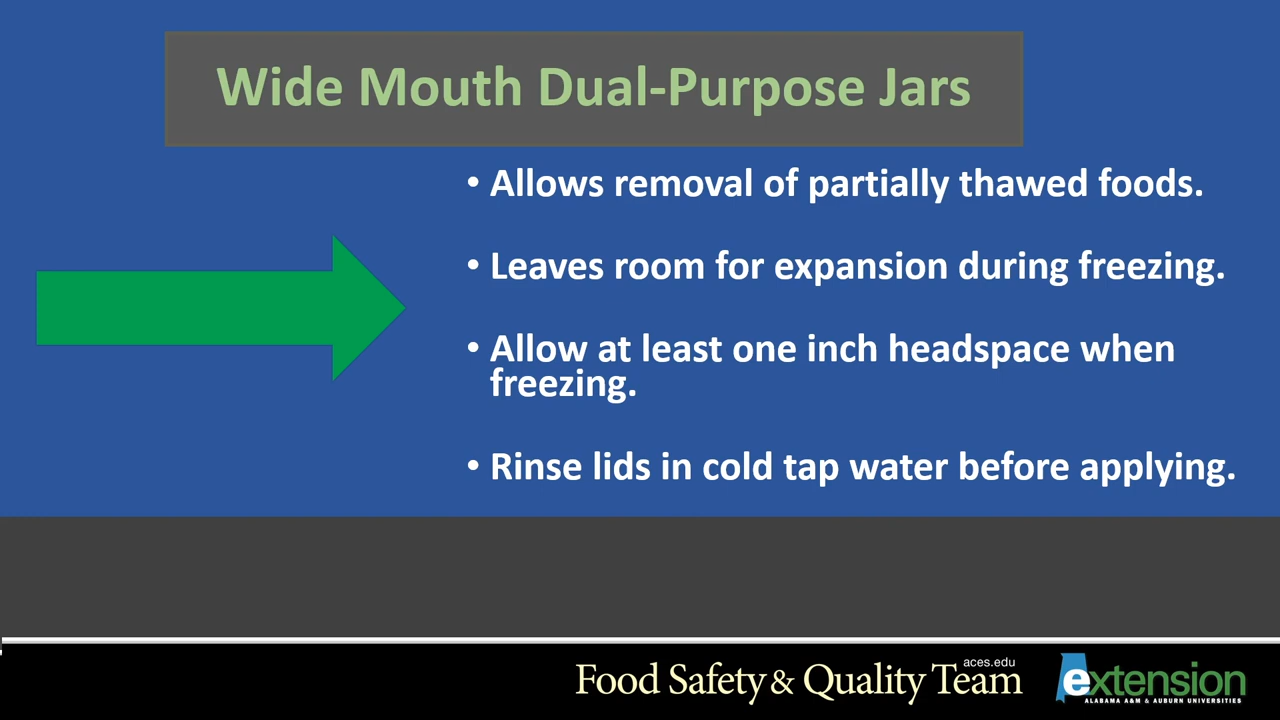 Wide Mouth Dual-Purpose Jars
• Allows removal of partially thawed foods.
• Leaves room for expansion during freezing.
• Allow at least one inch headspace when
freezing.
• Rinse lids in cold tap water before applying.
aces.edu
Food Safety & Quality Team
extension
ALABAMA A&M & AUBURN UNIVERSITIES